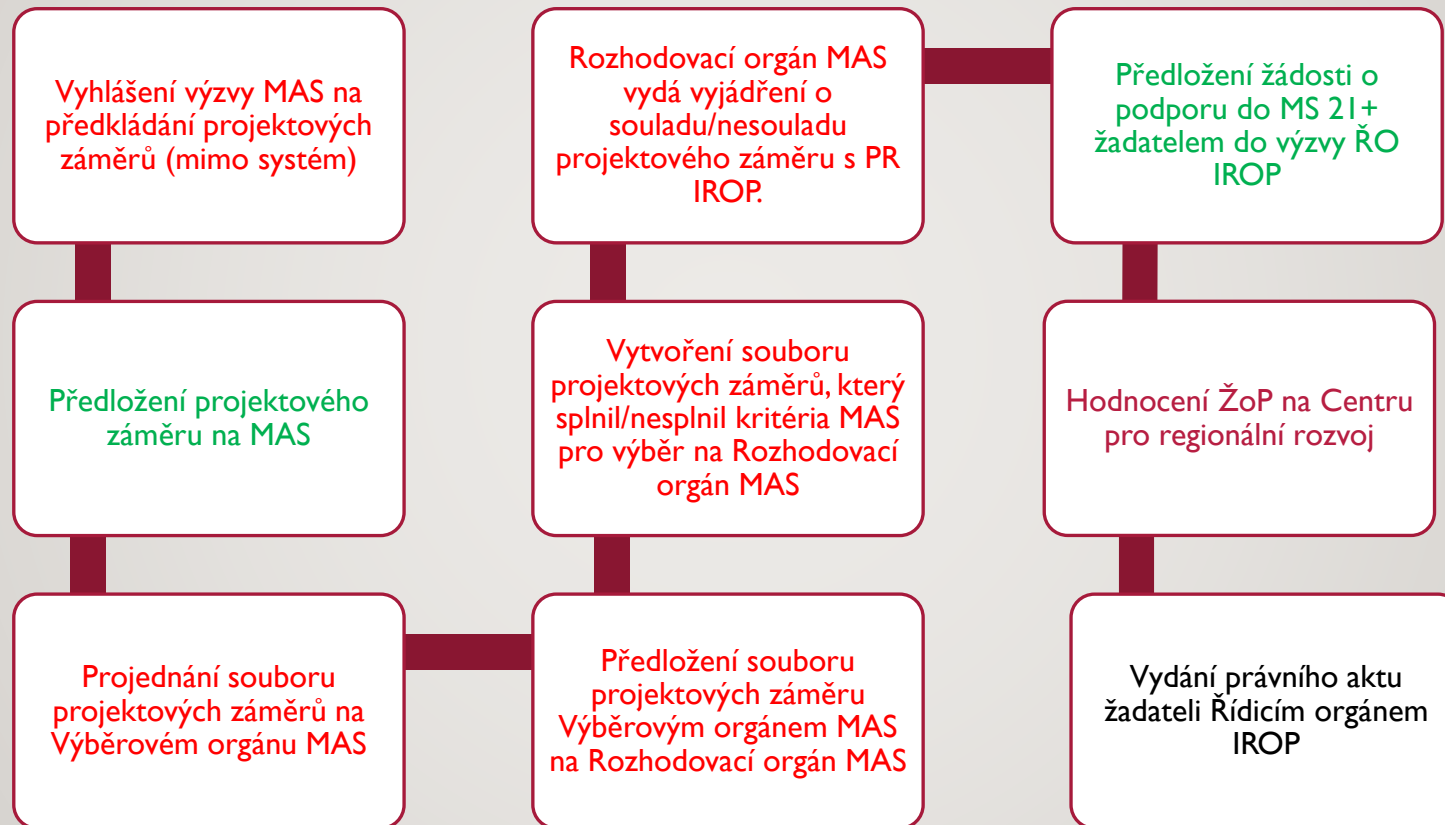 Vyhlášení výzvy MAS na
předkládání projektových
záměrů (mimo systém)
Předložení projektového
záměru na MAS
Projednání souboru
projektových záměrů na
Výběrovém orgánu MAS
Předložení souboru
projektových záměru
Výběrovým orgánem MAS
na Rozhodovací orgán MAS
Vytvoření souboru
projektových záměrů, který
splnil/nesplnil kritéria MAS
pro výběr na Rozhodovací
orgán MAS
Rozhodovací orgán MAS
vydá vyjádření o
souladu/nesouladu
projektového záměru s PR
IROP.
Předložení žádosti o
podporu do MS 21+
žadatelem do výzvy ŘO
IROP
Hodnocení ŽoP na Centru
pro regionální rozvoj
Vydání právního aktu
žadateli Řídicím orgánem
IROP